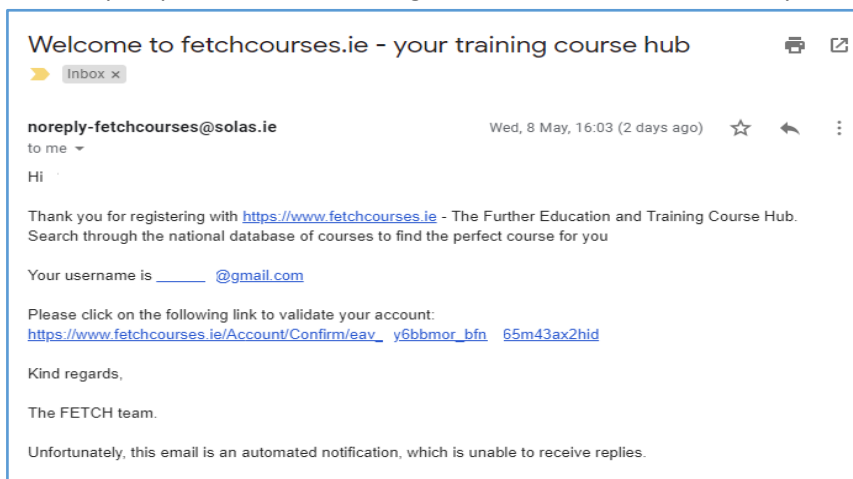 Welcome to fetchcourses.ie - your training course hub
Inbox x
noreply-fetchcourses@solas.ie Wed, 8 May, 16:03 (2 days ago)
to me
Hi
Thank you for registering with https://www.fetchcourses.ie - The Further Education and Training Course Hub.
Search through the national database of courses to find the perfect course for you
Your username is ______ @gmail.com
Please click on the following link to validate your account:
https://www.fetchcourses.ie/Account/Confirm/eav_ y6bbmor_bfn 65m43ax2hid
Kind regards,
The FETCH team.
Unfortunately, this email is an automated notification, which is unable to receive replies.